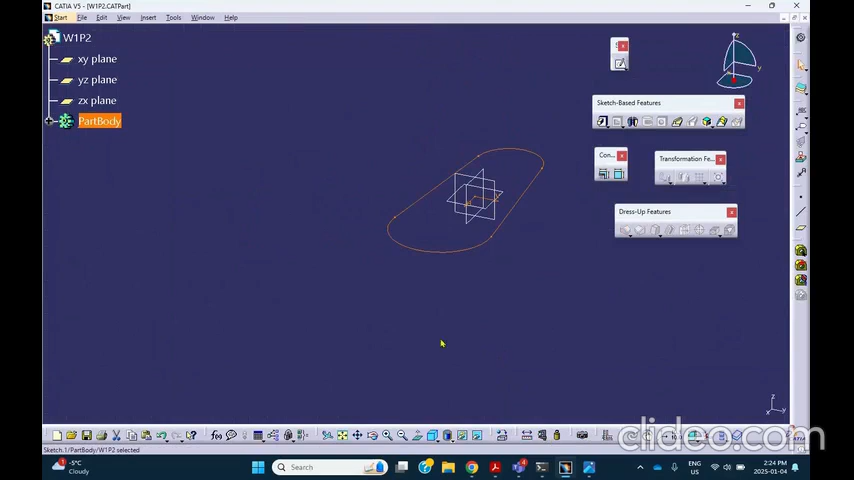 CATIA V5 - [W1P2.CATPart]
Start File Edit View Insert Tools Window Help
W1P2
xy plane
yz plane
zx plane
PartBody
z
y
Sketch-Based Features
Con...
Transformation Fe...
Dress-Up Features
z
x y
clideo.com
Sketch.1/PartBody/W1P2 selected
-5°C
Cloudy
Search
ENG
US
2:24 PM
2025-01-04